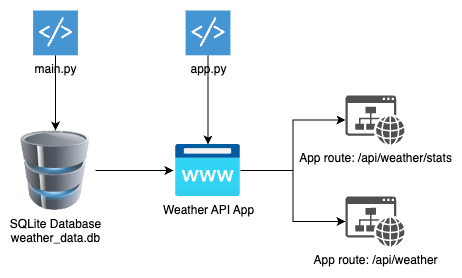 </>
</>
main.py
app.py
App route: /api/weather/stats
www
SQLite Database
weather_data.db
Weather API App
App route: /api/weather